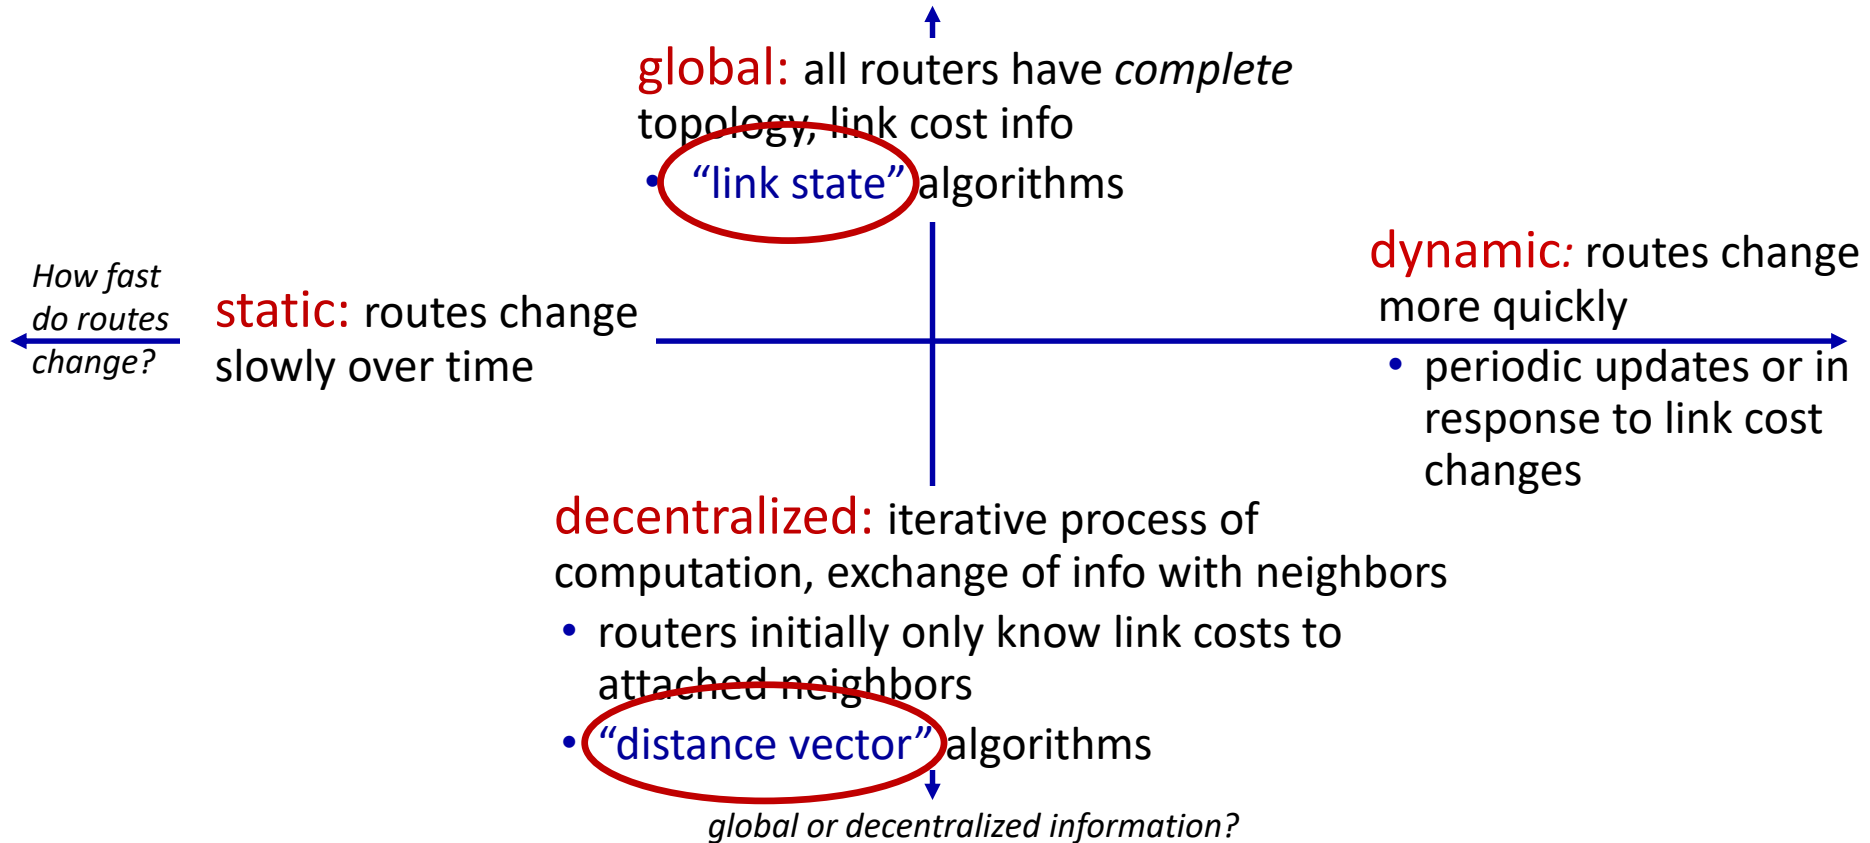 global: all routers have complete
topology, link cost info
• “link state” algorithms
How fast
do routes
change?
static: routes change
slowly over time
dynamic: routes change
more quickly
• periodic updates or in
response to link cost
changes
decentralized: iterative process of
computation, exchange of info with neighbors
• routers initially only know link costs to
attached neighbors
• “distance vector” algorithms
global or decentralized information?